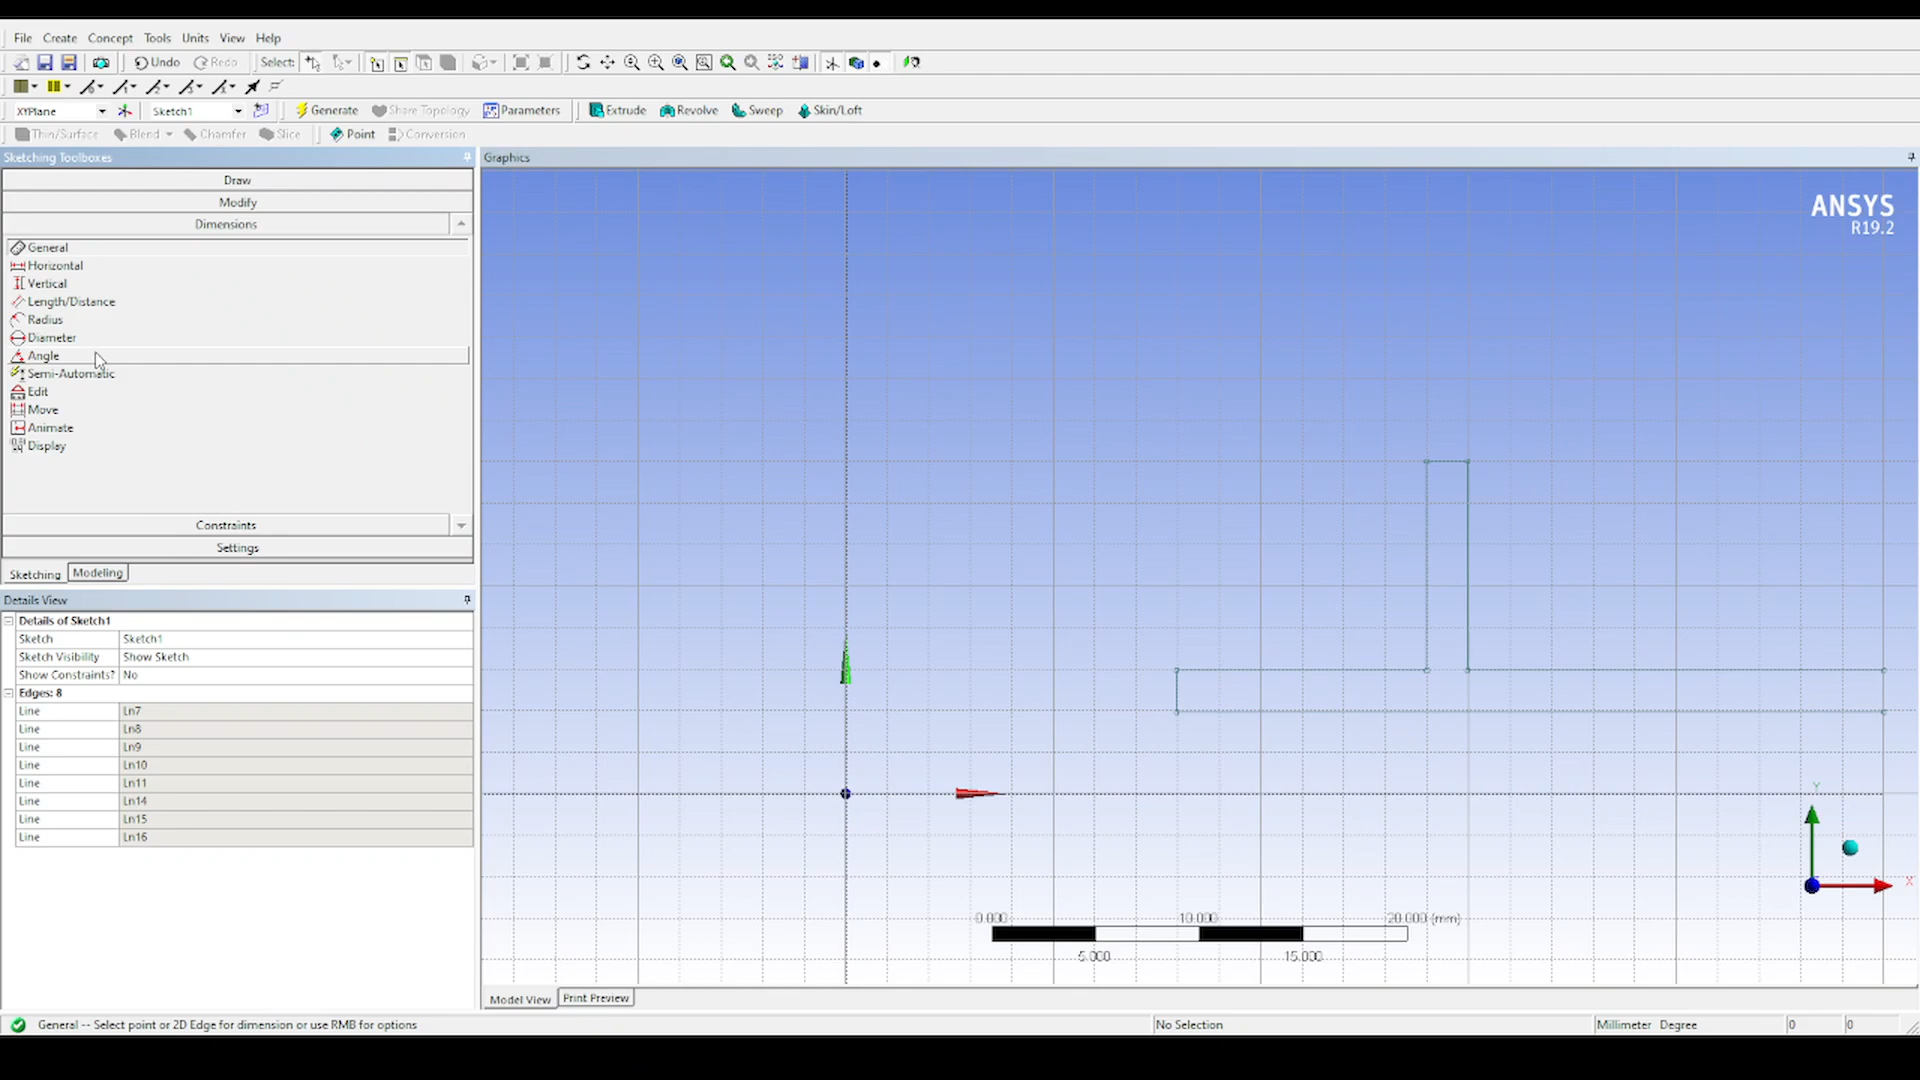 File Create Concept Tools Units View Help
Undo Redo Select:
XYPlane Sketch1 Generate Share Topology Parameters Extrude Revolve Sweep Skin/Loft
Thin/Surface Blend Chamfer Slice Point Conversion
Sketching Toolboxes
Draw
Modify
Dimensions
General
Horizontal
Vertical
Length/Distance
Radius
Diameter
Angle
Semi-Automatic
Edit
Move
Animate
Display
Constraints
Settings
Sketching Modeling
Details View
Details of Sketch1
Sketch Sketch1
Sketch Visibility Show Sketch
Show Constraints? No
Edges: 8
Line Ln7
Line Ln8
Line Ln9
Line Ln10
Line Ln11
Line Ln14
Line Ln15
Line Ln16
Graphics
ANSYS
R19.2
Y
X
0.000 10.000 20.000 (mm)
5.000 15.000
Model View Print Preview
General -- Select point or 2D Edge for dimension or use RMB for options No Selection Millimeter Degree 0 0